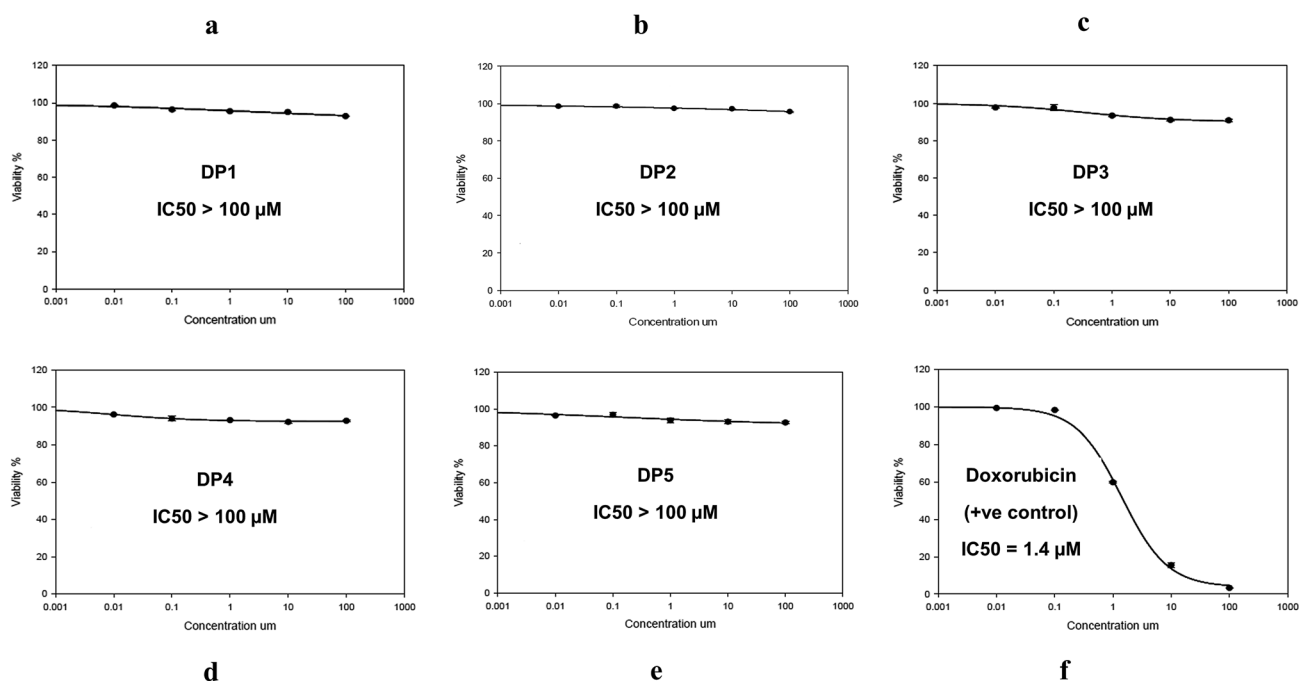 a
b
c
120
100
80
60
40
20
0
Viability %
DP1
IC50 > 100 µM
0.001 0.01 0.1 1 10 100 1000
Concentration um
120
100
80
60
40
20
0
Viability %
DP2
IC50 > 100 µM
0.001 0.01 0.1 1 10 100 1000
Concentration um
120
100
80
60
40
20
0
Viability %
DP3
IC50 > 100 µM
0.001 0.01 0.1 1 10 100 1000
Concentration um
120
100
80
60
40
20
0
Viability %
DP4
IC50 > 100 µM
0.001 0.01 0.1 1 10 100 1000
Concentration um
120
100
80
60
40
20
0
Viability %
DP5
IC50 > 100 µM
0.001 0.01 0.1 1 10 100 1000
Concentration um
120
100
80
60
40
20
0
Viability %
Doxorubicin
(+ve control)
IC50 = 1.4 µM
0.001 0.01 0.1 1 10 100 1000
Concentration um
d
e
f